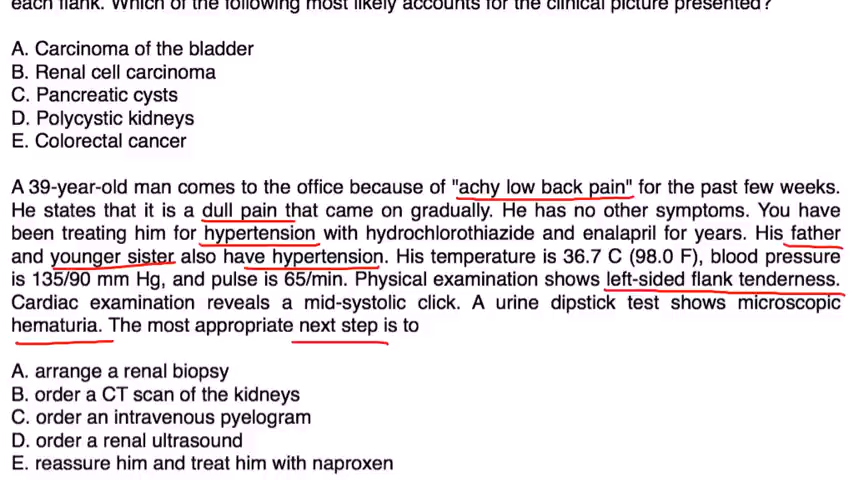 each flank. Which of the following most likely accounts for the clinical picture presented?
A. Carcinoma of the bladder
B. Renal cell carcinoma
C. Pancreatic cysts
D. Polycystic kidneys
E. Colorectal cancer
A 39-year-old man comes to the office because of "achy low back pain" for the past few weeks.
He states that it is a dull pain that came on gradually. He has no other symptoms. You have
been treating him for hypertension with hydrochlorothiazide and enalapril for years. His father
and younger sister also have hypertension. His temperature is 36.7 C (98.0 F), blood pressure
is 135/90 mm Hg, and pulse is 65/min. Physical examination shows left-sided flank tenderness.
Cardiac examination reveals a mid-systolic click. A urine dipstick test shows microscopic
hematuria. The most appropriate next step is to
A. arrange a renal biopsy
B. order a CT scan of the kidneys
C. order an intravenous pyelogram
D. order a renal ultrasound
E. reassure him and treat him with naproxen